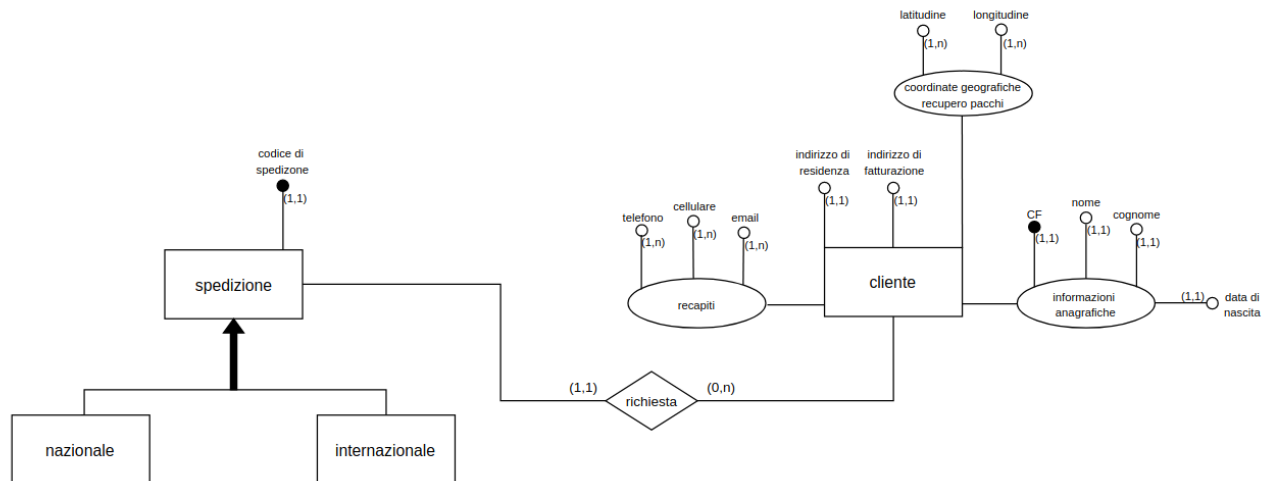 latitudine
(1,n)
longitudine
(1,n)
coordinate geografiche
recupero pacchi
codice di
spedizone
(1,1)
indirizzo di
residenza
(1,1)
indirizzo di
fatturazione
(1,1)
telefono
(1,n)
cellulare
(1,n)
email
(1,n)
CF
(1,1)
nome
(1,1)
cognome
(1,1)
spedizione
recapiti
cliente
informazioni
anagrafiche
(1,1)
data di
nascita
(1,1)
richiesta
(0,n)
nazionale
internazionale